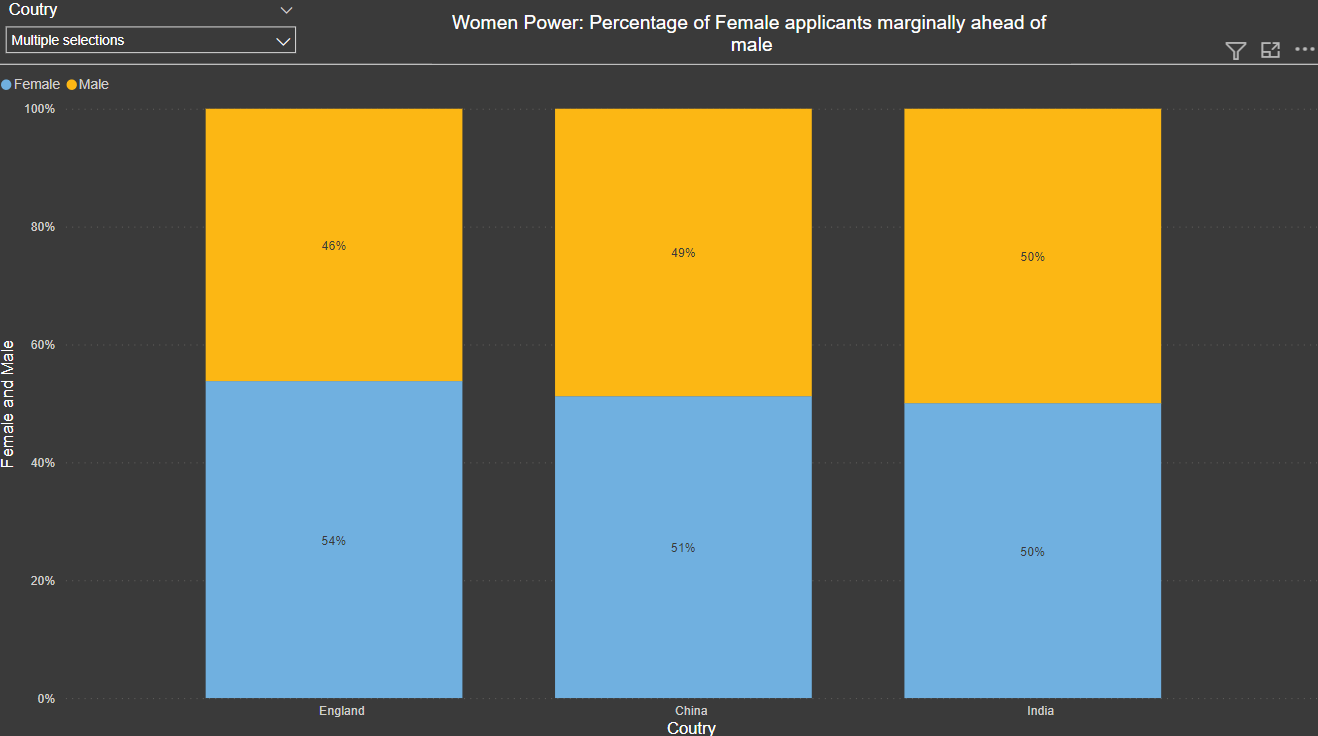 Coutry
Multiple selections
Women Power: Percentage of Female applicants marginally ahead of
male
Female Male
100%
80%
60%
40%
20%
0%
Female and Male
46%
49%
50%
54%
51%
50%
England
China
India
Coutry